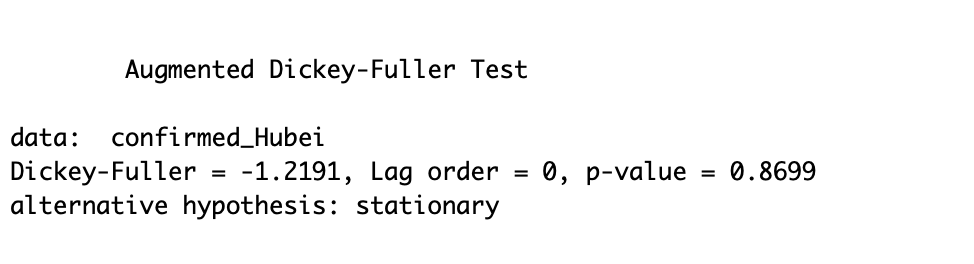 Augmented Dickey-Fuller Test
data:  confirmed_Hubei
Dickey-Fuller = -1.2191, Lag order = 0, p-value = 0.8699
alternative hypothesis: stationary